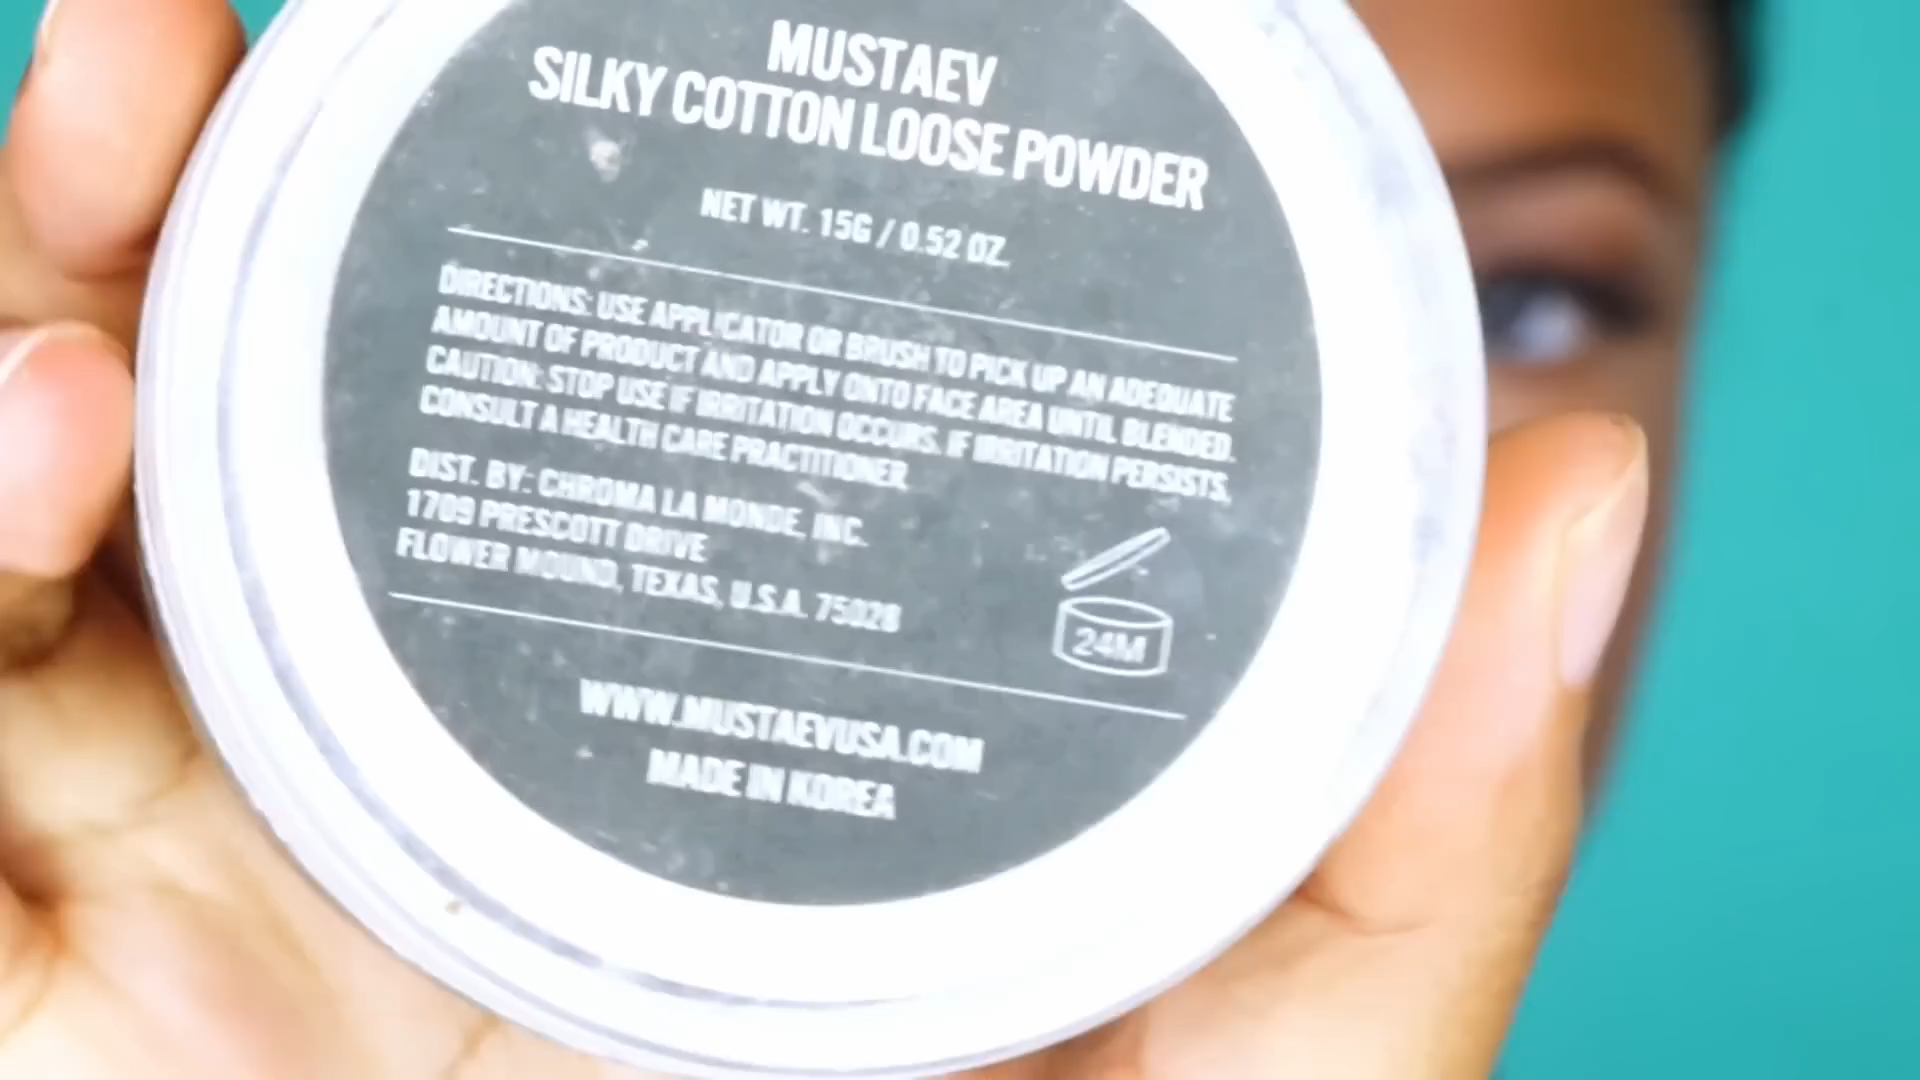 MUSTAEV
SILKY COTTON LOOSE POWDER
NET WT. 15G / 0.52 OZ.
DIRECTIONS: USE APPLICATOR OR BRUSH TO PICK UP AN ADEQUATE
AMOUNT OF PRODUCT AND APPLY ONTO FACE AREA UNTIL BLENDED.
CAUTION: STOP USE IF IRRITATION OCCURS. IF IRRITATION PERSISTS,
CONSULT A HEALTH CARE PRACTITIONER.
DIST. BY: CHROMA LA MONDE, INC.
1709 PRESCOTT DRIVE
FLOWER MOUND, TEXAS, U.S.A. 75028
24M
WWW.MUSTAEVUSA.COM
MADE IN KOREA